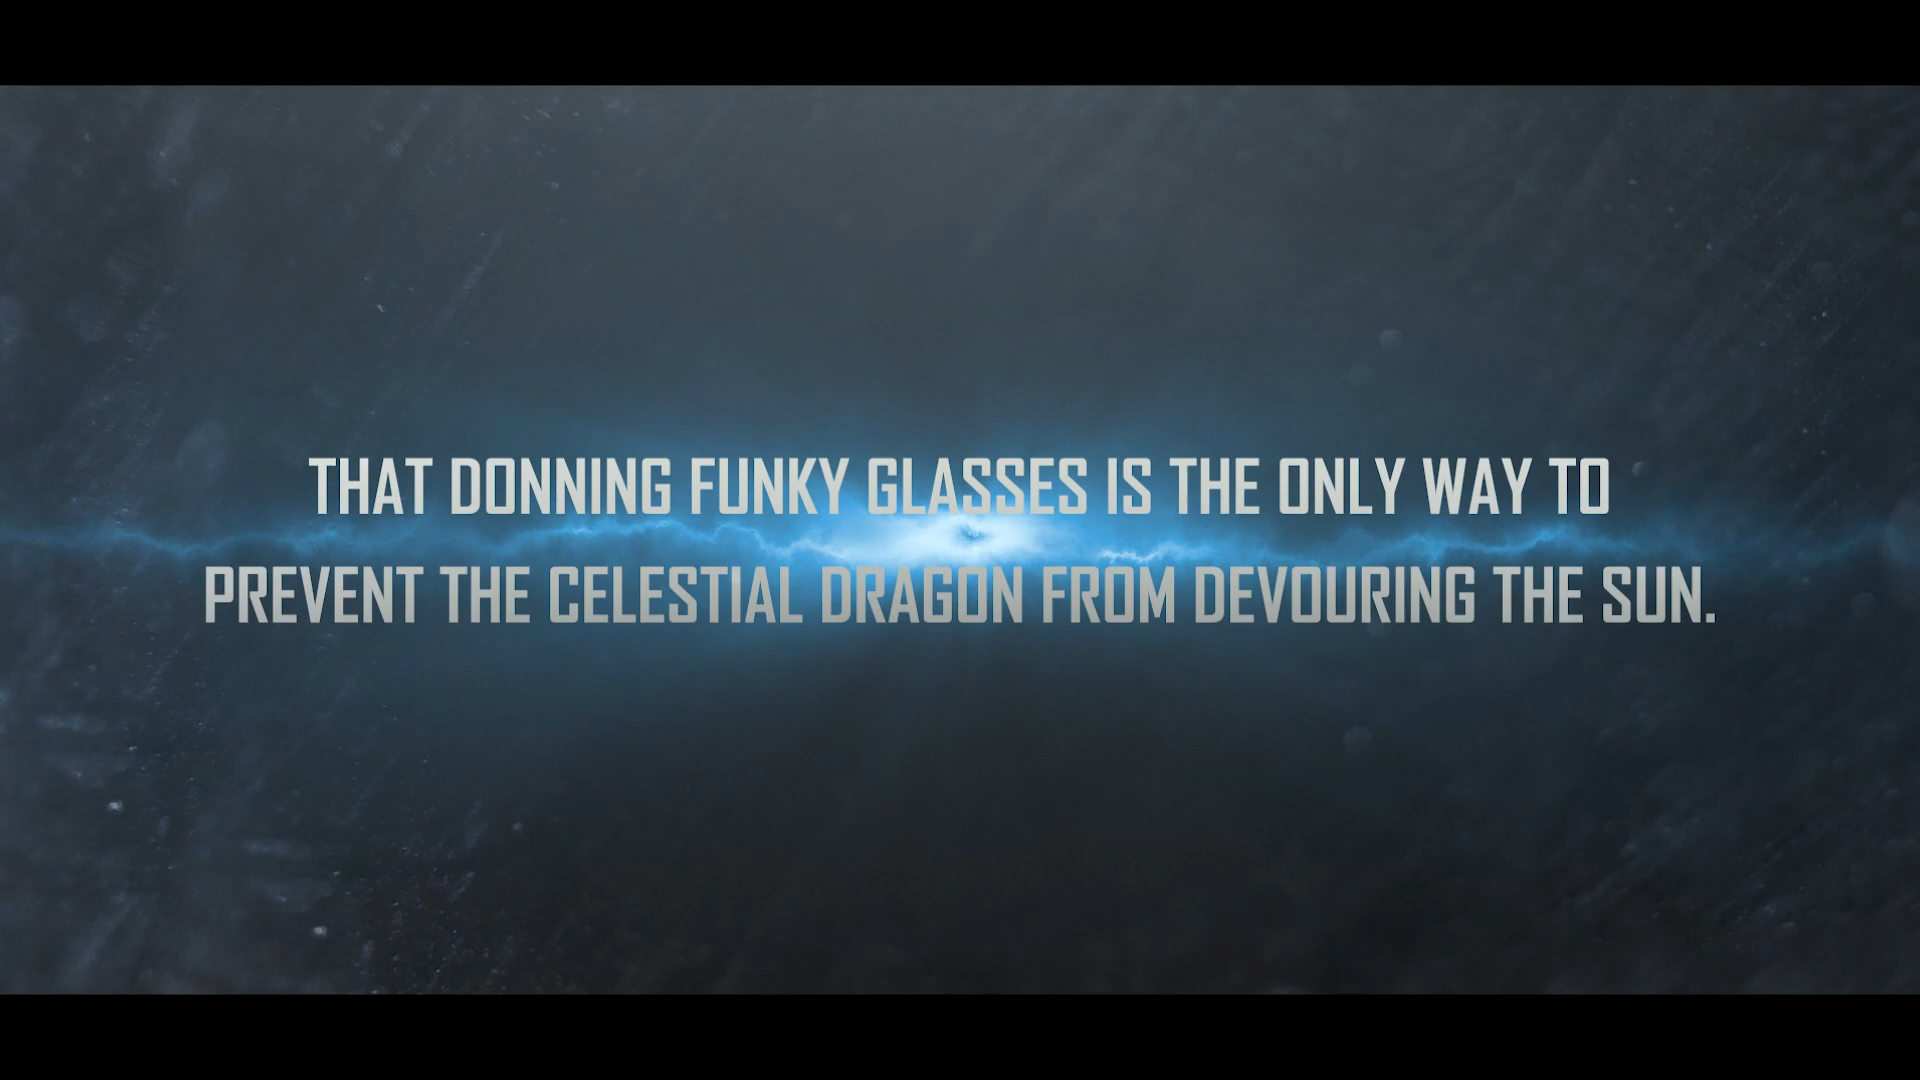 THAT DONNING FUNKY GLASSES IS THE ONLY WAY TO
PREVENT THE CELESTIAL DRAGON FROM DEVOURING THE SUN.